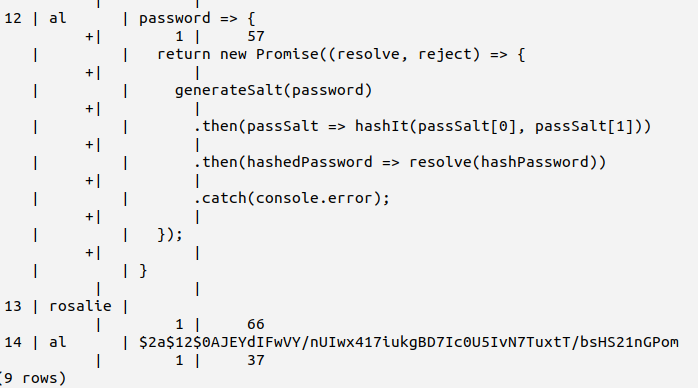 |         |
12 | al      | password => {
+|        1 |      57
|         |   return new Promise((resolve, reject) => {
+|          |
|         |     generateSalt(password)
+|          |
|         |       .then(passSalt => hashIt(passSalt[0], passSalt[1]))
+|          |
|         |       .then(hashedPassword => resolve(hashPassword))
+|          |
|         |       .catch(console.error);
+|          |
|         |   });
+|          |
|         | }
|          |
13 | rosalie |
|        1 |      66
14 | al      | $2a$12$0AJEYdIFwVY/nUIwx417iukgBD7Ic0U5IvN7TuxtT/bsHS21nGPom
|        1 |      37
(9 rows)